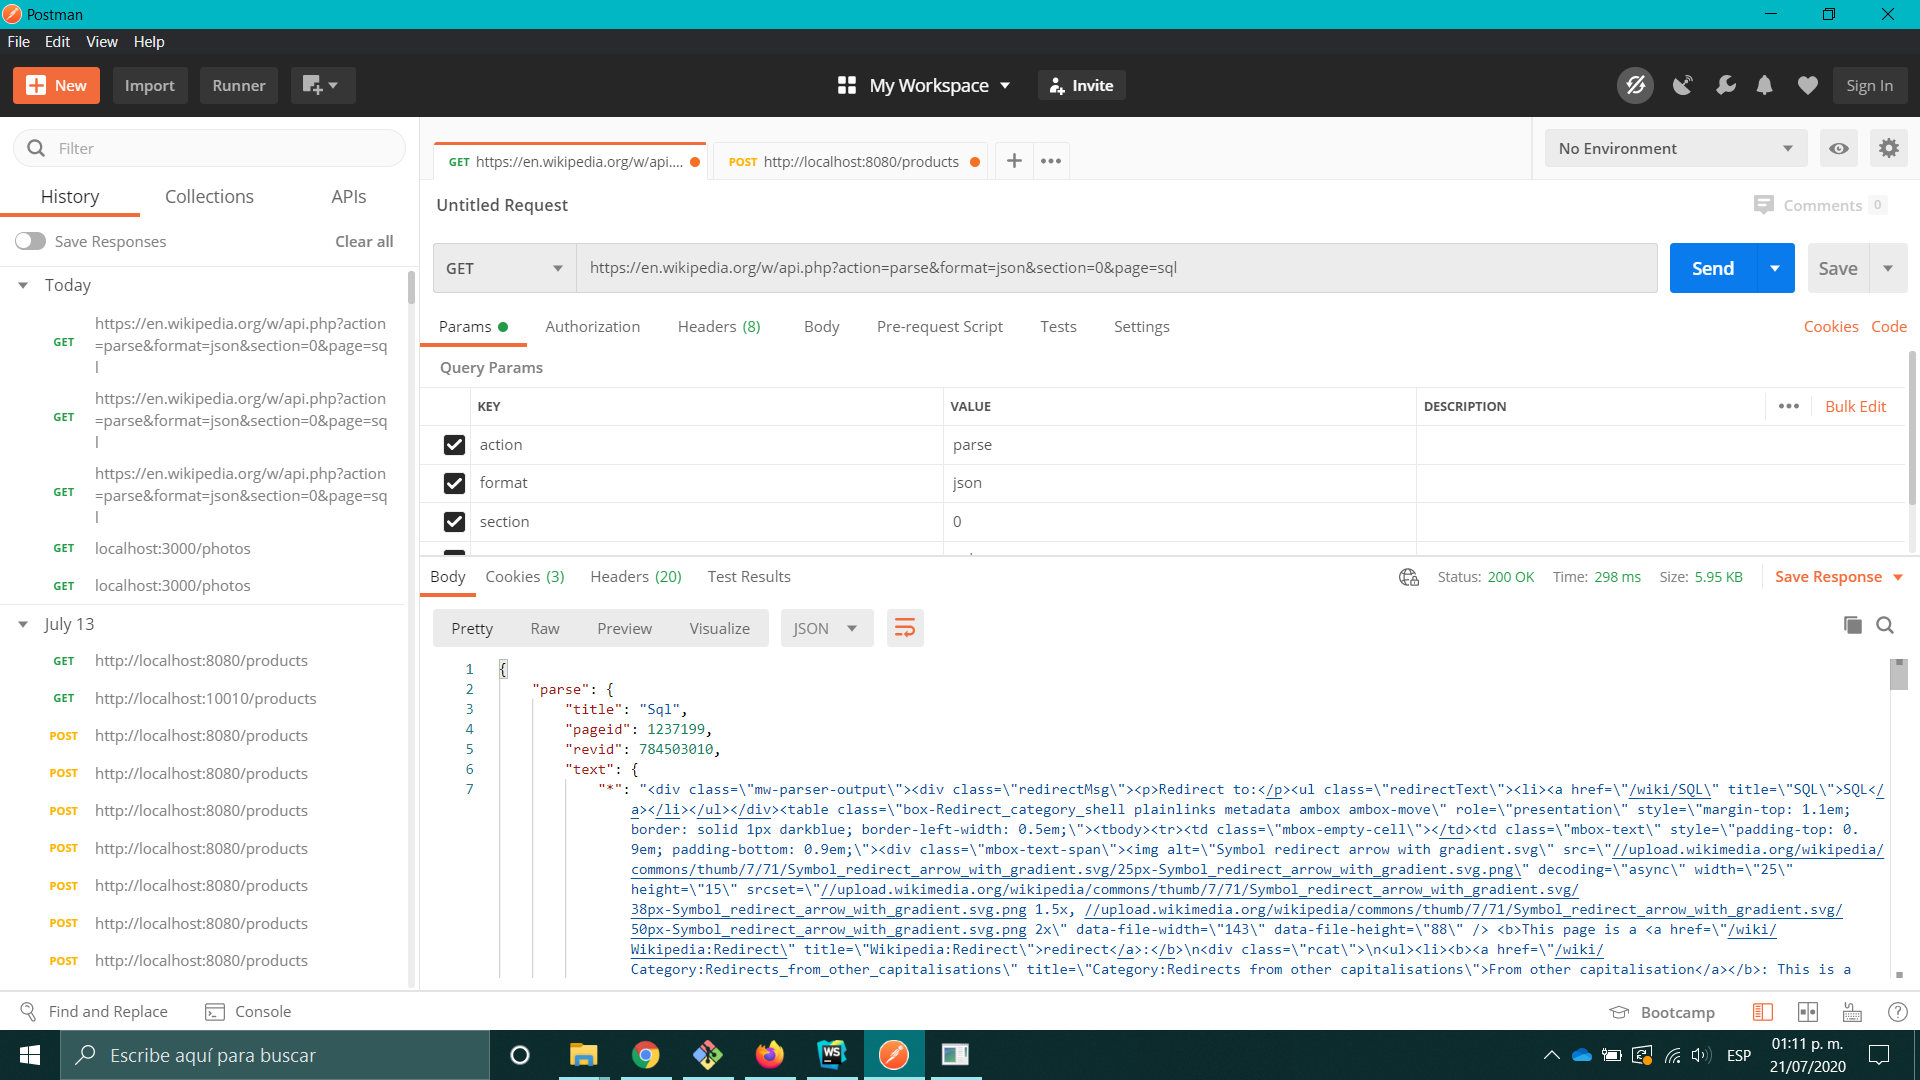 Postman
File Edit View Help
New Import Runner My Workspace Invite Sign In
Filter
History Collections APIs
Save Responses Clear all
Today
GET https://en.wikipedia.org/w/api.php?action
=parse&format=json&section=0&page=sq
l
GET https://en.wikipedia.org/w/api.php?action
=parse&format=json&section=0&page=sq
l
GET https://en.wikipedia.org/w/api.php?action
=parse&format=json&section=0&page=sq
l
GET localhost:3000/photos
GET localhost:3000/photos
July 13
GET http://localhost:8080/products
GET http://localhost:10010/products
POST http://localhost:8080/products
POST http://localhost:8080/products
POST http://localhost:8080/products
POST http://localhost:8080/products
POST http://localhost:8080/products
POST http://localhost:8080/products
POST http://localhost:8080/products
GET https://en.wikipedia.org/w/api.... POST http://localhost:8080/products No Environment
Untitled Request Comments 0
GET https://en.wikipedia.org/w/api.php?action=parse&format=json&section=0&page=sql Send Save
Params Authorization Headers (8) Body Pre-request Script Tests Settings Cookies Code
Query Params
KEY VALUE DESCRIPTION Bulk Edit
action parse
format json
section 0
Body Cookies (3) Headers (20) Test Results Status: 200 OK Time: 298 ms Size: 5.95 KB Save Response
Pretty Raw Preview Visualize JSON
1 {
2 "parse": {
3 "title": "Sql",
4 "pageid": 1237199,
5 "revid": 784503010,
6 "text": {
7 "*": "<div class=\"mw-parser-output\"><div class=\"redirectMsg\"><p>Redirect to:</p><ul class=\"redirectText\"><li><a href=\"/wiki/SQL\" title=\"SQL\">SQL</
a></li></ul></div><table class=\"box-Redirect_category_shell plainlinks metadata ambox ambox-move\" role=\"presentation\" style=\"margin-top: 1.1em;
border: solid 1px darkblue; border-left-width: 0.5em;\"><tbody><tr><td class=\"mbox-empty-cell\"></td><td class=\"mbox-text\" style=\"padding-top: 0.
9em; padding-bottom: 0.9em;\"><div class=\"mbox-text-span\"><img alt=\"Symbol redirect arrow with gradient.svg\" src=\"//upload.wikimedia.org/wikipedia/
commons/thumb/7/71/Symbol_redirect_arrow_with_gradient.svg/25px-Symbol_redirect_arrow_with_gradient.svg.png\" decoding=\"async\" width=\"25\"
height=\"15\" srcset=\"//upload.wikimedia.org/wikipedia/commons/thumb/7/71/Symbol_redirect_arrow_with_gradient.svg/
38px-Symbol_redirect_arrow_with_gradient.svg.png 1.5x, //upload.wikimedia.org/wikipedia/commons/thumb/7/71/Symbol_redirect_arrow_with_gradient.svg/
50px-Symbol_redirect_arrow_with_gradient.svg.png 2x\" data-file-width=\"143\" data-file-height=\"88\" /> <b>This page is a <a href=\"/wiki/
Wikipedia:Redirect\" title=\"Wikipedia:Redirect\">redirect</a>:</b>\n<div class=\"rcat\">\n<ul><li><b><a href=\"/wiki/
Category:Redirects_from_other_capitalisations\" title=\"Category:Redirects from other capitalisations\">From other capitalisation</a></b>: This is a
Find and Replace Console Bootcamp
Escribe aquí para buscar WS ESP 01:11 p. m.
21/07/2020